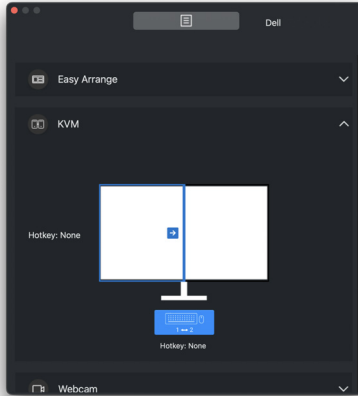 Dell
Easy Arrange
KVM
Hotkey: None
1 2
Hotkey: None
Webcam